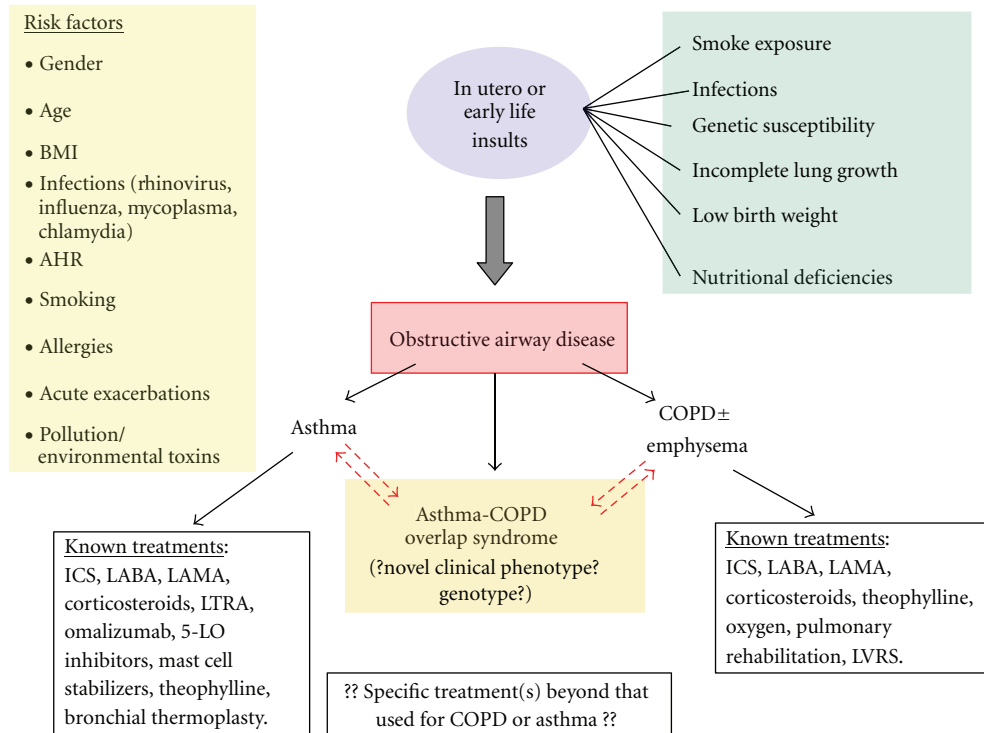 Risk factors
• Gender
• Age
• BMI
• Infections (rhinovirus,
influenza, mycoplasma,
chlamydia)
• AHR
• Smoking
• Allergies
• Acute exacerbations
• Pollution/
environmental toxins
In utero or
early life
insults
Smoke exposure
Infections
Genetic susceptibility
Incomplete lung growth
Low birth weight
Nutritional deficiencies
Obstructive airway disease
Asthma
COPD±
emphysema
Asthma-COPD
overlap syndrome
(?novel clinical phenotype?
genotype?)
Known treatments:
ICS, LABA, LAMA,
corticosteroids, LTRA,
omalizumab, 5-LO
inhibitors, mast cell
stabilizers, theophylline,
bronchial thermoplasty.
?? Specific treatment(s) beyond that
used for COPD or asthma ??
Known treatments:
ICS, LABA, LAMA,
corticosteroids, theophylline,
oxygen, pulmonary
rehabilitation, LVRS.